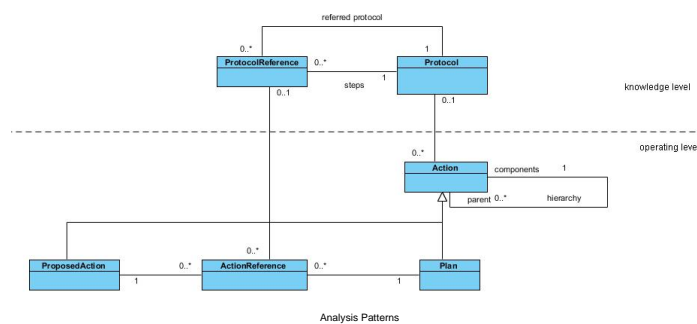 referred protocol
0..* 1
ProtocolReference 0..* Protocol
1
steps
0..1 0..1
knowledge level
operating leve
0..*
Action
components 1
parent 0..* hierarchy
0..*
ProposedAction 0..* ActionReference 0..* Plan
1 1
Analysis Patterns